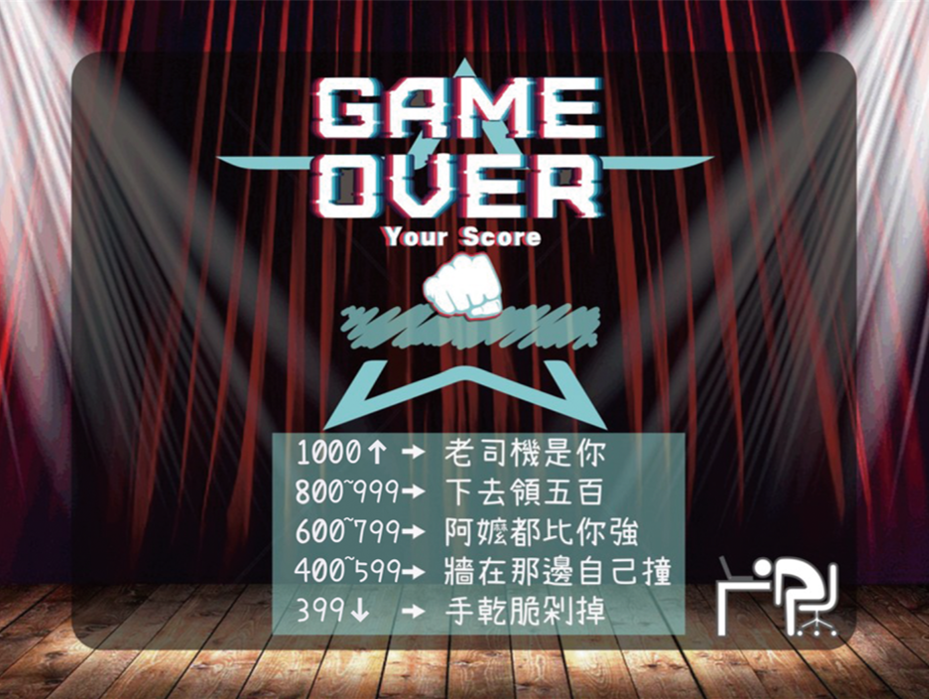 GAME
OVER
Your Score
1000↑ → 老司機是你
800~999→ 下去領五百
600~799→ 阿嬤都比你強
400~599→ 牆在那邊自己撞
399↓ → 手乾脆剁掉